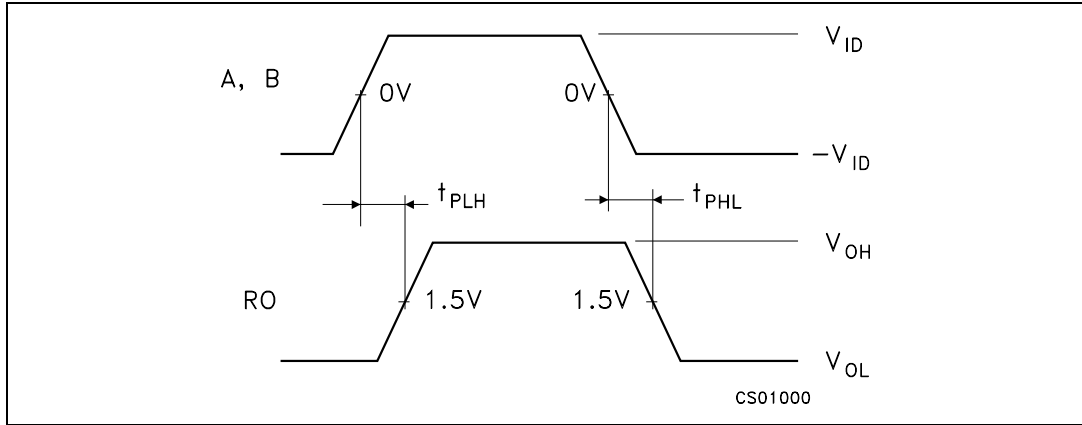 V_ID
A, B
0V 0V
-V_ID
t_PLH t_PHL
V_OH
RO 1.5V 1.5V
V_OL
CS01000